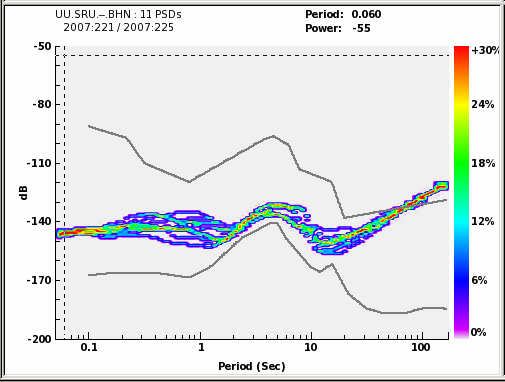 UU.SRU.--.BHN : 11 PSDs
2007:221 / 2007:225
Period: 0.060
Power: -55
-50
-80
-110
-140
-170
-200
dB
0.1
1
10
100
Period (Sec)
+30%
24%
18%
12%
6%
0%